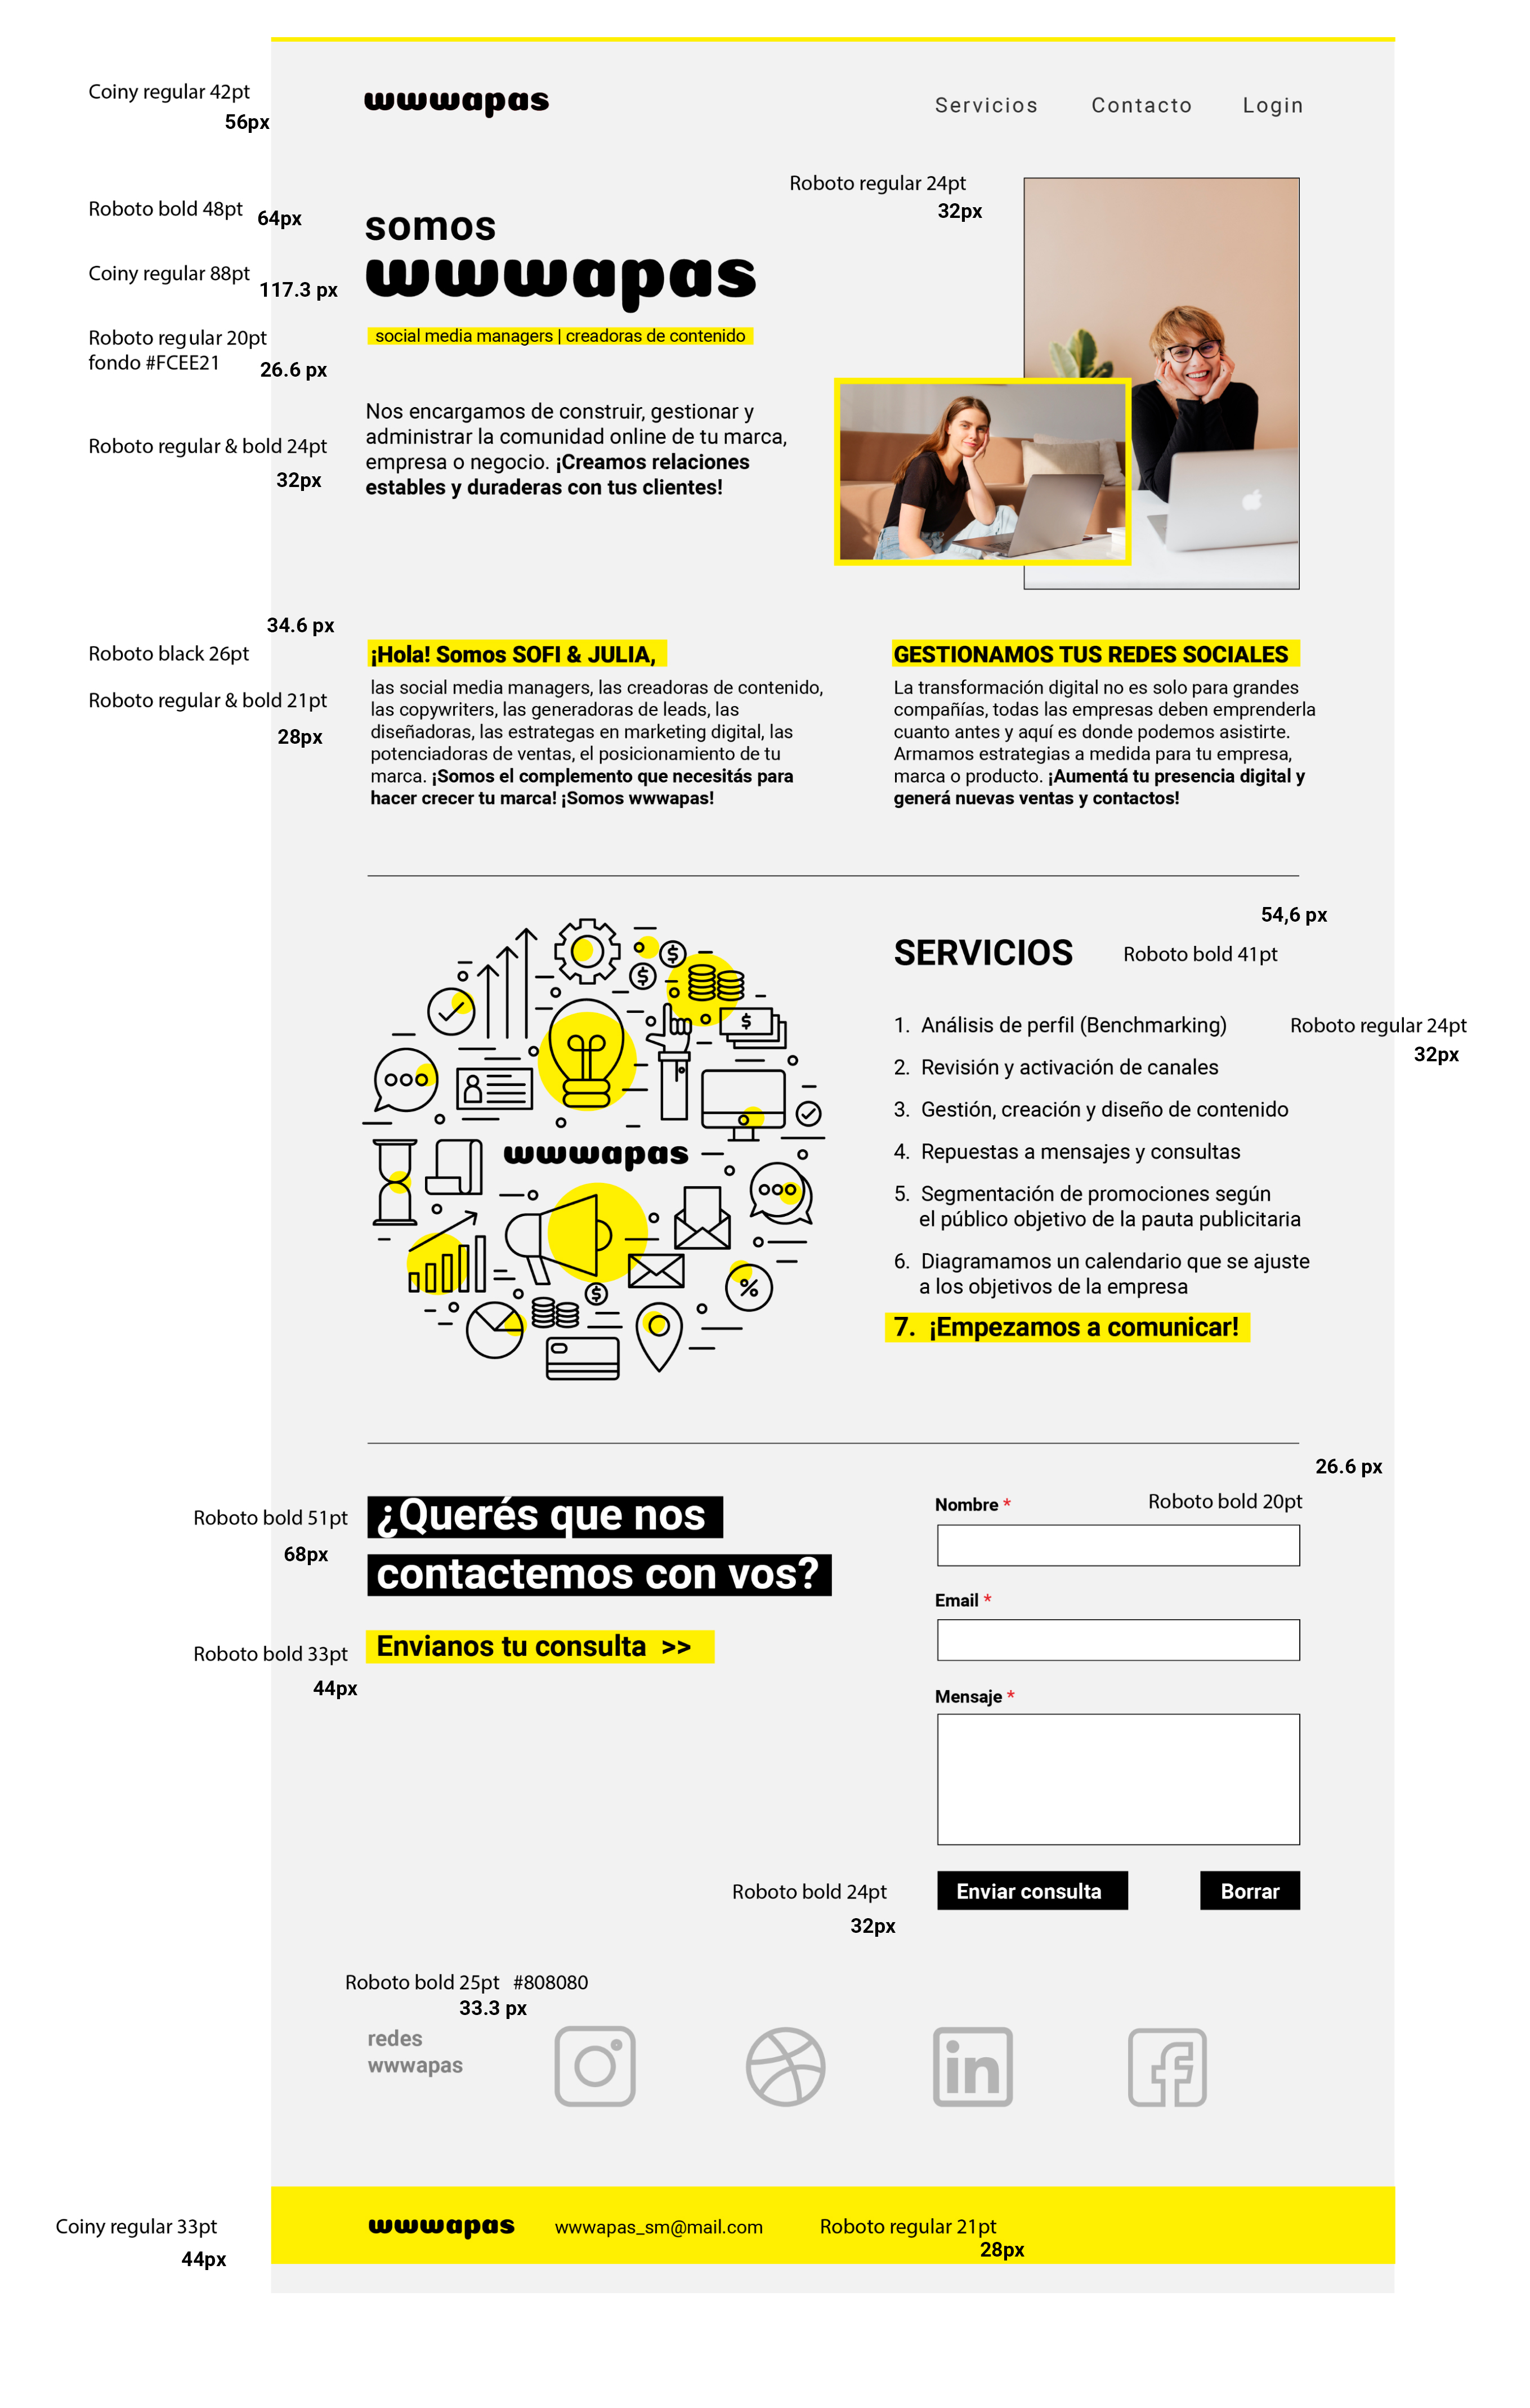 Coiny regular 42pt
56px
wwwapas
Servicios Contacto Login
Roboto regular 24pt
32px
Roboto bold 48pt 64px
somos
Coiny regular 88pt
117.3 px
wwwapas
Roboto regular 20pt
fondo #FCEE21
26.6 px
social media managers | creadoras de contenido
Roboto regular & bold 24pt
32px
Nos encargamos de construir, gestionar y
administrar la comunidad online de tu marca,
empresa o negocio. ¡Creamos relaciones
estables y duraderas con tus clientes!
34.6 px
Roboto black 26pt
Roboto regular & bold 21pt
28px
¡Hola! Somos SOFI & JULIA,
las social media managers, las creadoras de contenido,
las copywriters, las generadoras de leads, las
diseñadoras, las estrategas en marketing digital, las
potenciadoras de ventas, el posicionamiento de tu
marca. ¡Somos el complemento que necesitás para
hacer crecer tu marca! ¡Somos wwwapas!
GESTIONAMOS TUS REDES SOCIALES
La transformación digital no es solo para grandes
compañías, todas las empresas deben emprenderla
cuanto antes y aquí es donde podemos asistirte.
Armamos estrategias a medida para tu empresa,
marca o producto. ¡Aumentá tu presencia digital y
generá nuevas ventas y contactos!
$
$
$
wwwapas
%
$
54,6 px
SERVICIOS
Roboto bold 41pt
1. Análisis de perfil (Benchmarking)
Roboto regular 24pt
32px
2. Revisión y activación de canales
3. Gestión, creación y diseño de contenido
4. Repuestas a mensajes y consultas
5. Segmentación de promociones según
el público objetivo de la pauta publicitaria
6. Diagramamos un calendario que se ajuste
a los objetivos de la empresa
7. ¡Empezamos a comunicar!
Roboto bold 51pt
68px
¿Querés que nos
contactemos con vos?
Roboto bold 33pt
44px
Envianos tu consulta >>
26.6 px
Nombre *
Roboto bold 20pt
Email *
Mensaje *
Roboto bold 24pt
32px
Enviar consulta
Borrar
Roboto bold 25pt #808080
33.3 px
redes
wwwapas
in
Coiny regular 33pt
44px
wwwapas
wwwapas_sm@mail.com
Roboto regular 21pt
28px